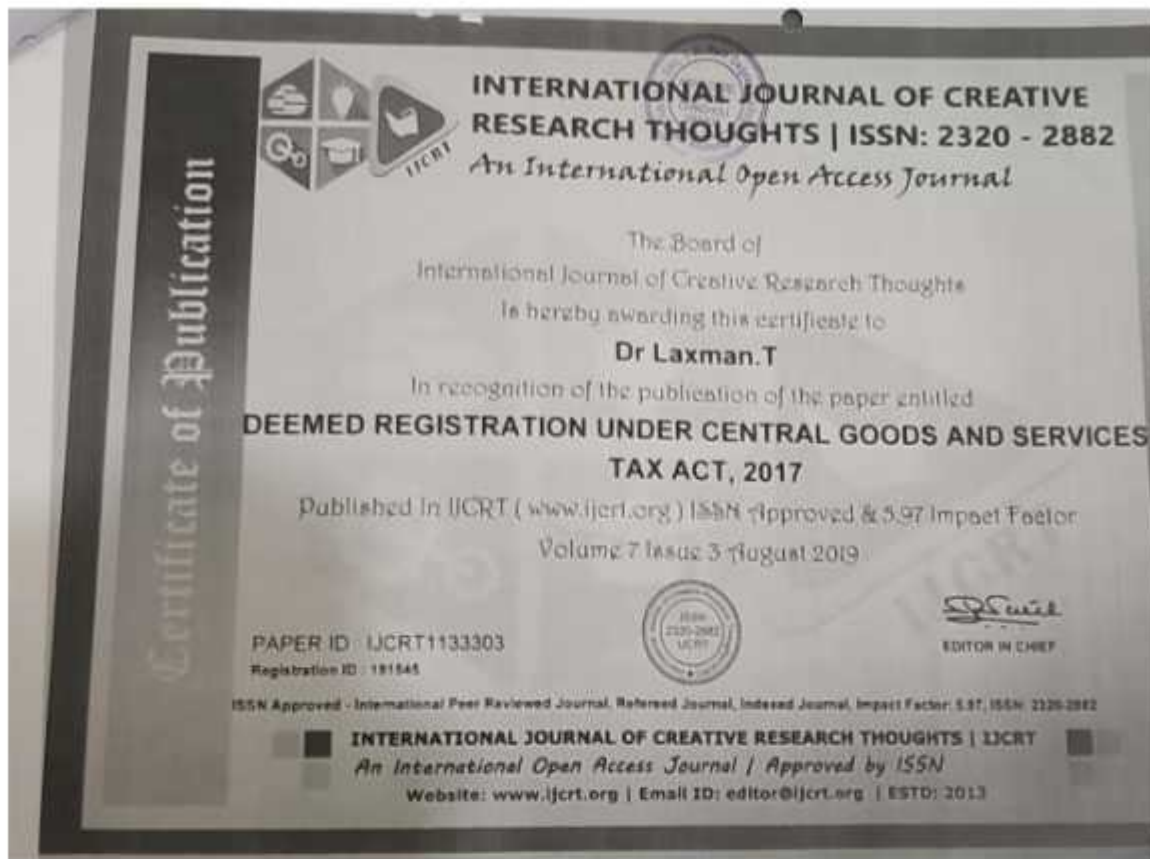 Certificate of Publication
IJCRT
INTERNATIONAL JOURNAL OF CREATIVE
RESEARCH THOUGHTS | ISSN: 2320 - 2882
An International Open Access Journal
The Board of
International Journal of Creative Research Thoughts
Is hereby awarding this certificate to
Dr Laxman.T
In recognition of the publication of the paper entitled
DEEMED REGISTRATION UNDER CENTRAL GOODS AND SERVICES
TAX ACT, 2017
Published In IJCRT ( www.ijcrt.org ) ISSN Approved & 5.97 Impact Factor
Volume 7 Issue 3 August 2019
ISSN
2320-2882
IJCRT
PAPER ID : IJCRT1133303
Registration ID : 191545
EDITOR IN CHIEF
ISSN Approved - International Peer Reviewed Journal, Refereed Journal, Indexed Journal, Impact Factor: 5.97, ISSN: 2320-2882
INTERNATIONAL JOURNAL OF CREATIVE RESEARCH THOUGHTS | IJCRT
An International Open Access Journal | Approved by ISSN
Website: www.ijcrt.org | Email ID: editor@ijcrt.org | ESTD: 2013